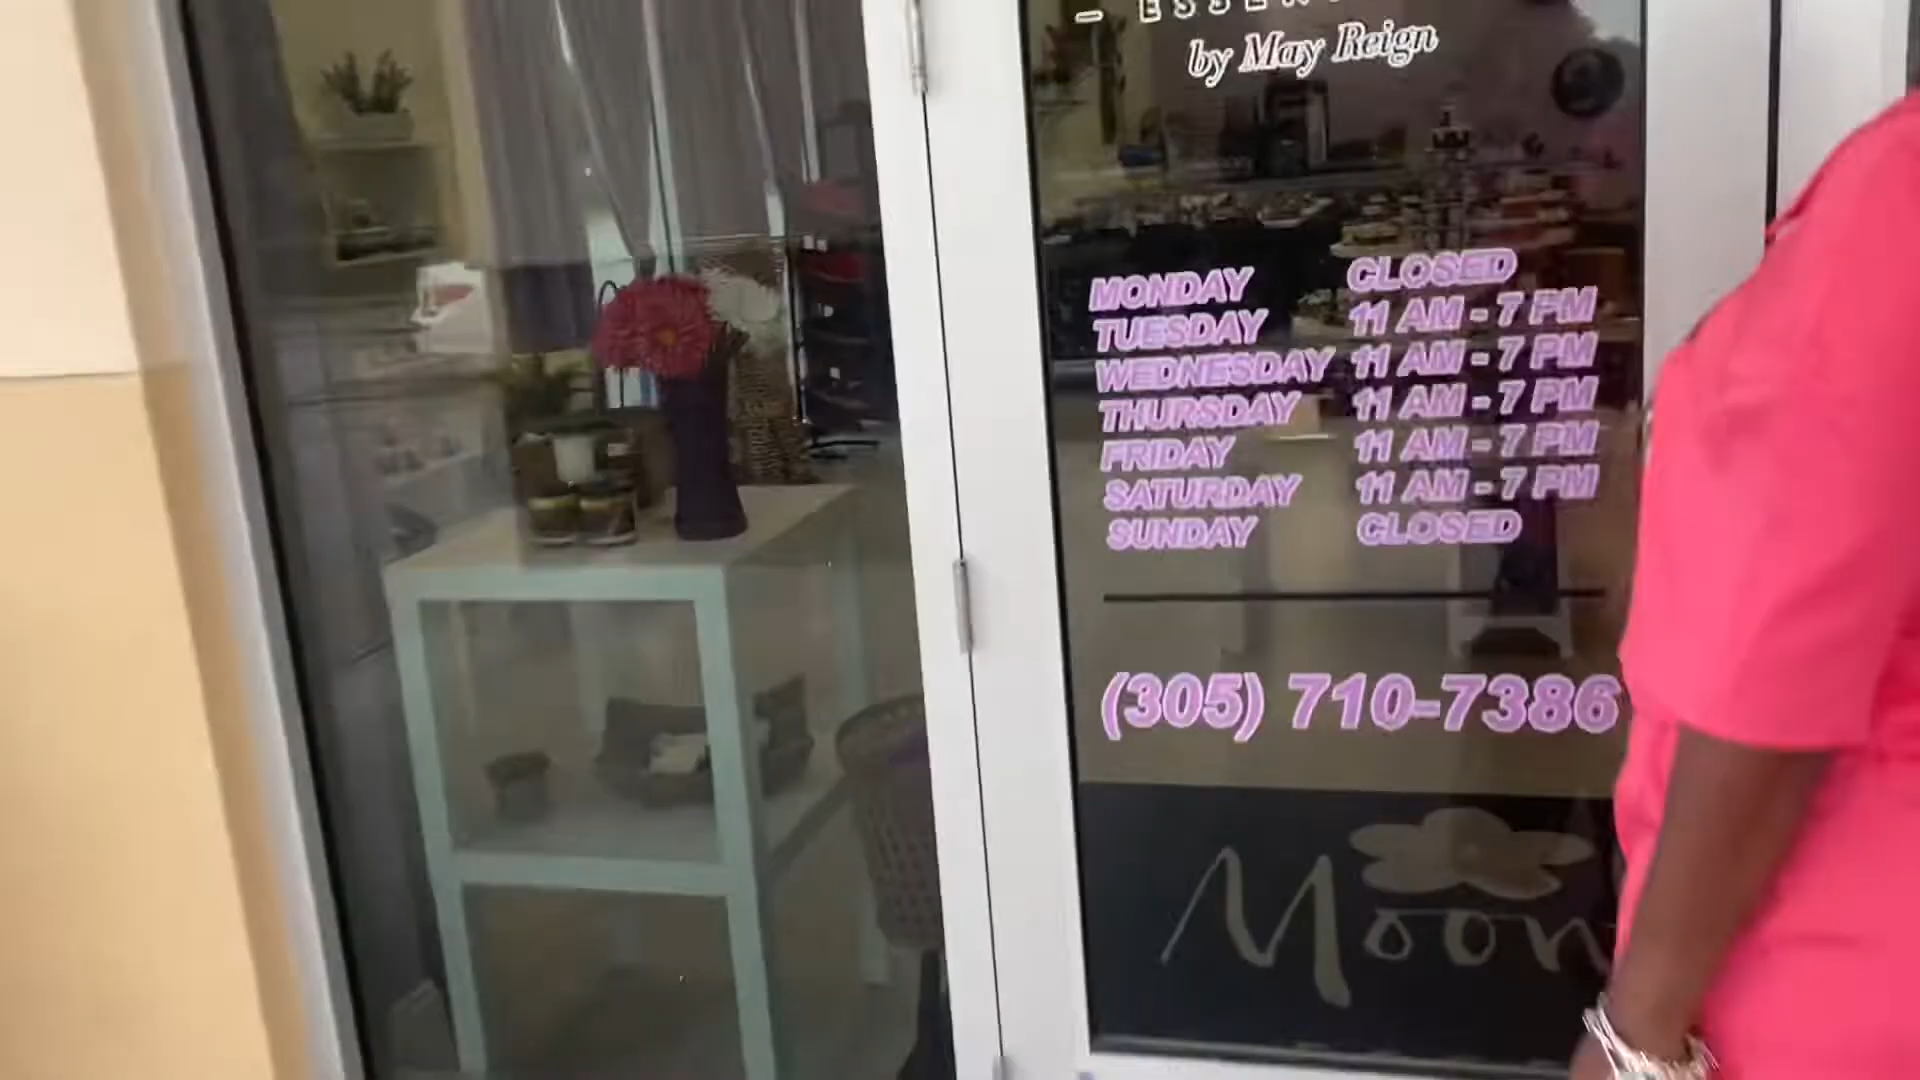 by May Reign
MONDAY CLOSED
TUESDAY 11 AM - 7 PM
WEDNESDAY 11 AM - 7 PM
THURSDAY 11 AM - 7 PM
FRIDAY 11 AM - 7 PM
SATURDAY 11 AM - 7 PM
SUNDAY CLOSED
(305) 710-7386
Moon